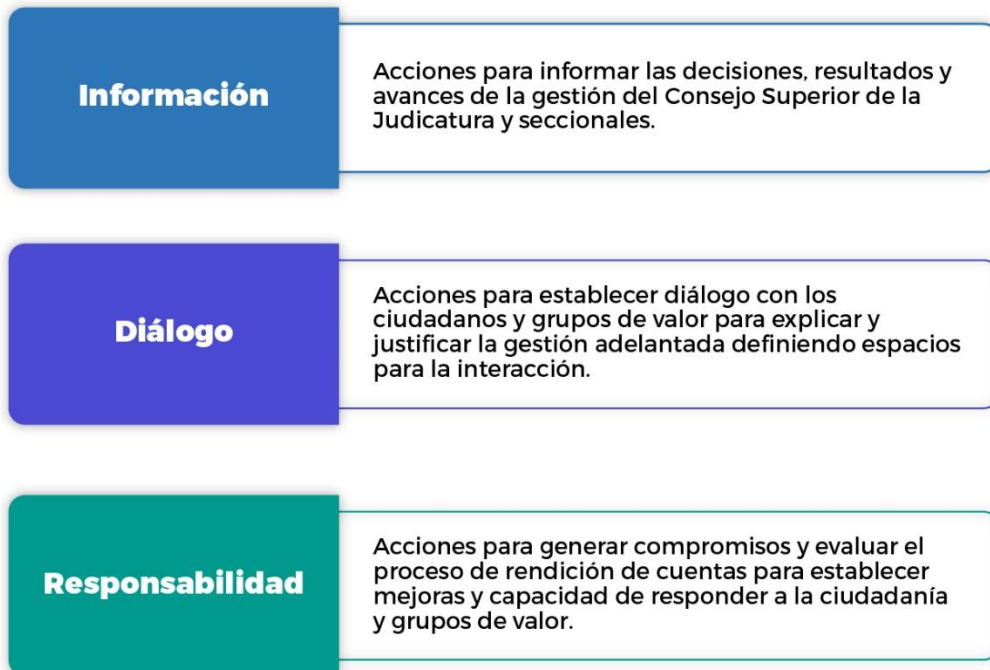 Información
Acciones para informar las decisiones, resultados y
avances de la gestión del Consejo Superior de la
Judicatura y seccionales.
Diálogo
Acciones para establecer diálogo con los
ciudadanos y grupos de valor para explicar y
justificar la gestión adelantada definiendo espacios
para la interacción.
Responsabilidad
Acciones para generar compromisos y evaluar el
proceso de rendición de cuentas para establecer
mejoras y capacidad de responder a la ciudadanía
y grupos de valor.